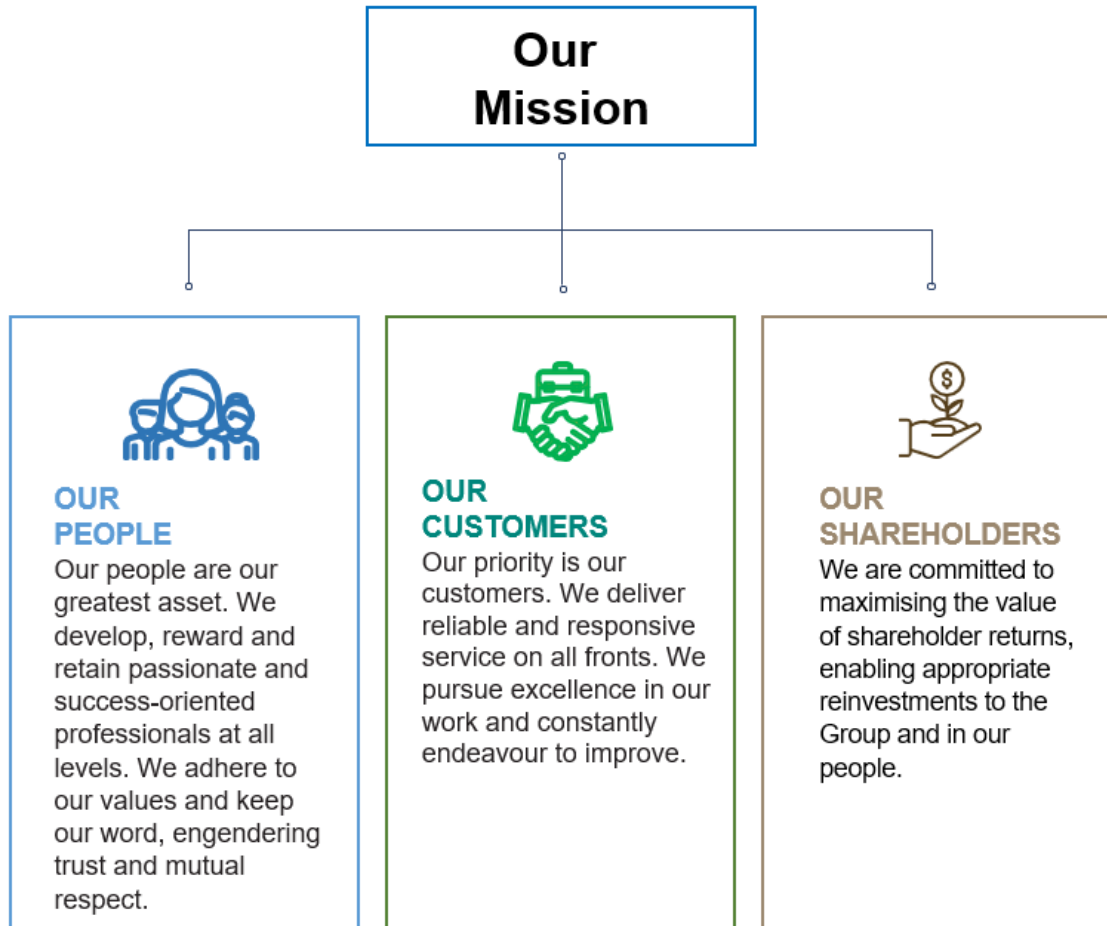 Our
Mission
OUR
PEOPLE
Our people are our
greatest asset. We
develop, reward and
retain passionate and
success-oriented
professionals at all
levels. We adhere to
our values and keep
our word, engendering
trust and mutual
respect.
OUR
CUSTOMERS
Our priority is our
customers. We deliver
reliable and responsive
service on all fronts. We
pursue excellence in our
work and constantly
endeavour to improve.
$
OUR
SHAREHOLDERS
We are committed to
maximising the value
of shareholder returns,
enabling appropriate
reinvestments to the
Group and in our
people.